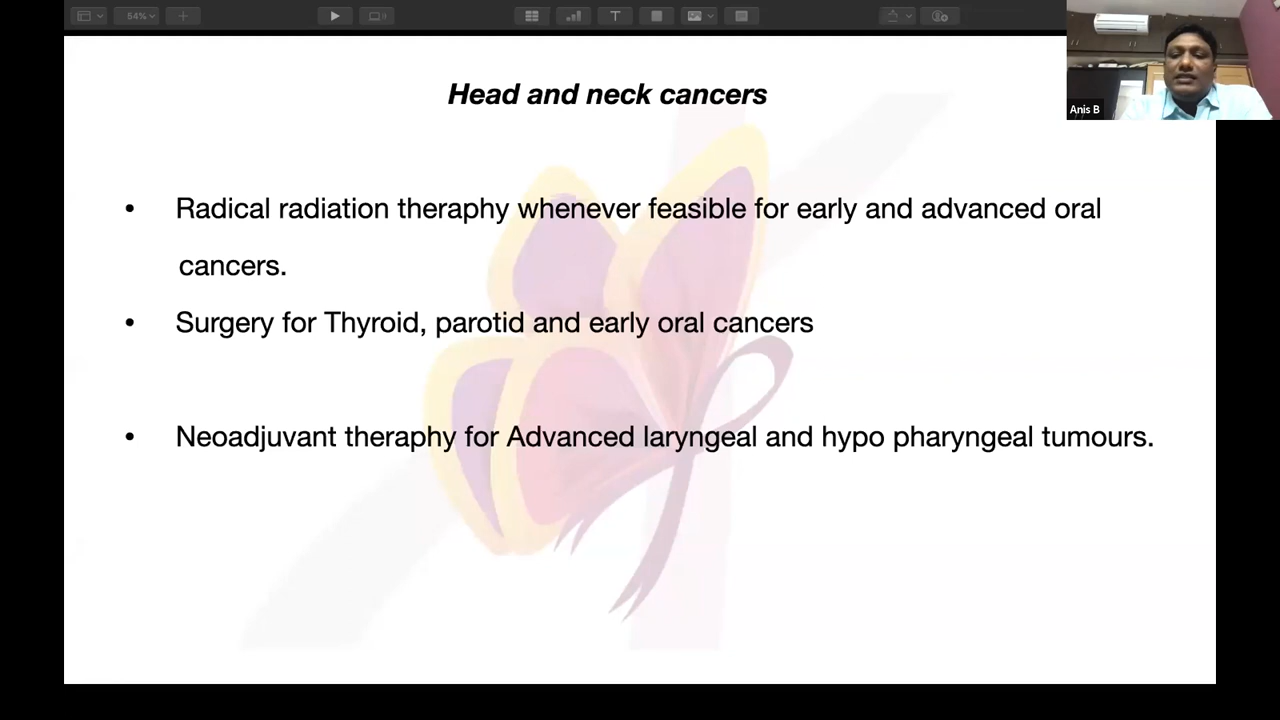 54%
Anis B
Head and neck cancers
• Radical radiation theraphy whenever feasible for early and advanced oral
cancers.
• Surgery for Thyroid, parotid and early oral cancers
• Neoadjuvant theraphy for Advanced laryngeal and hypo pharyngeal tumours.